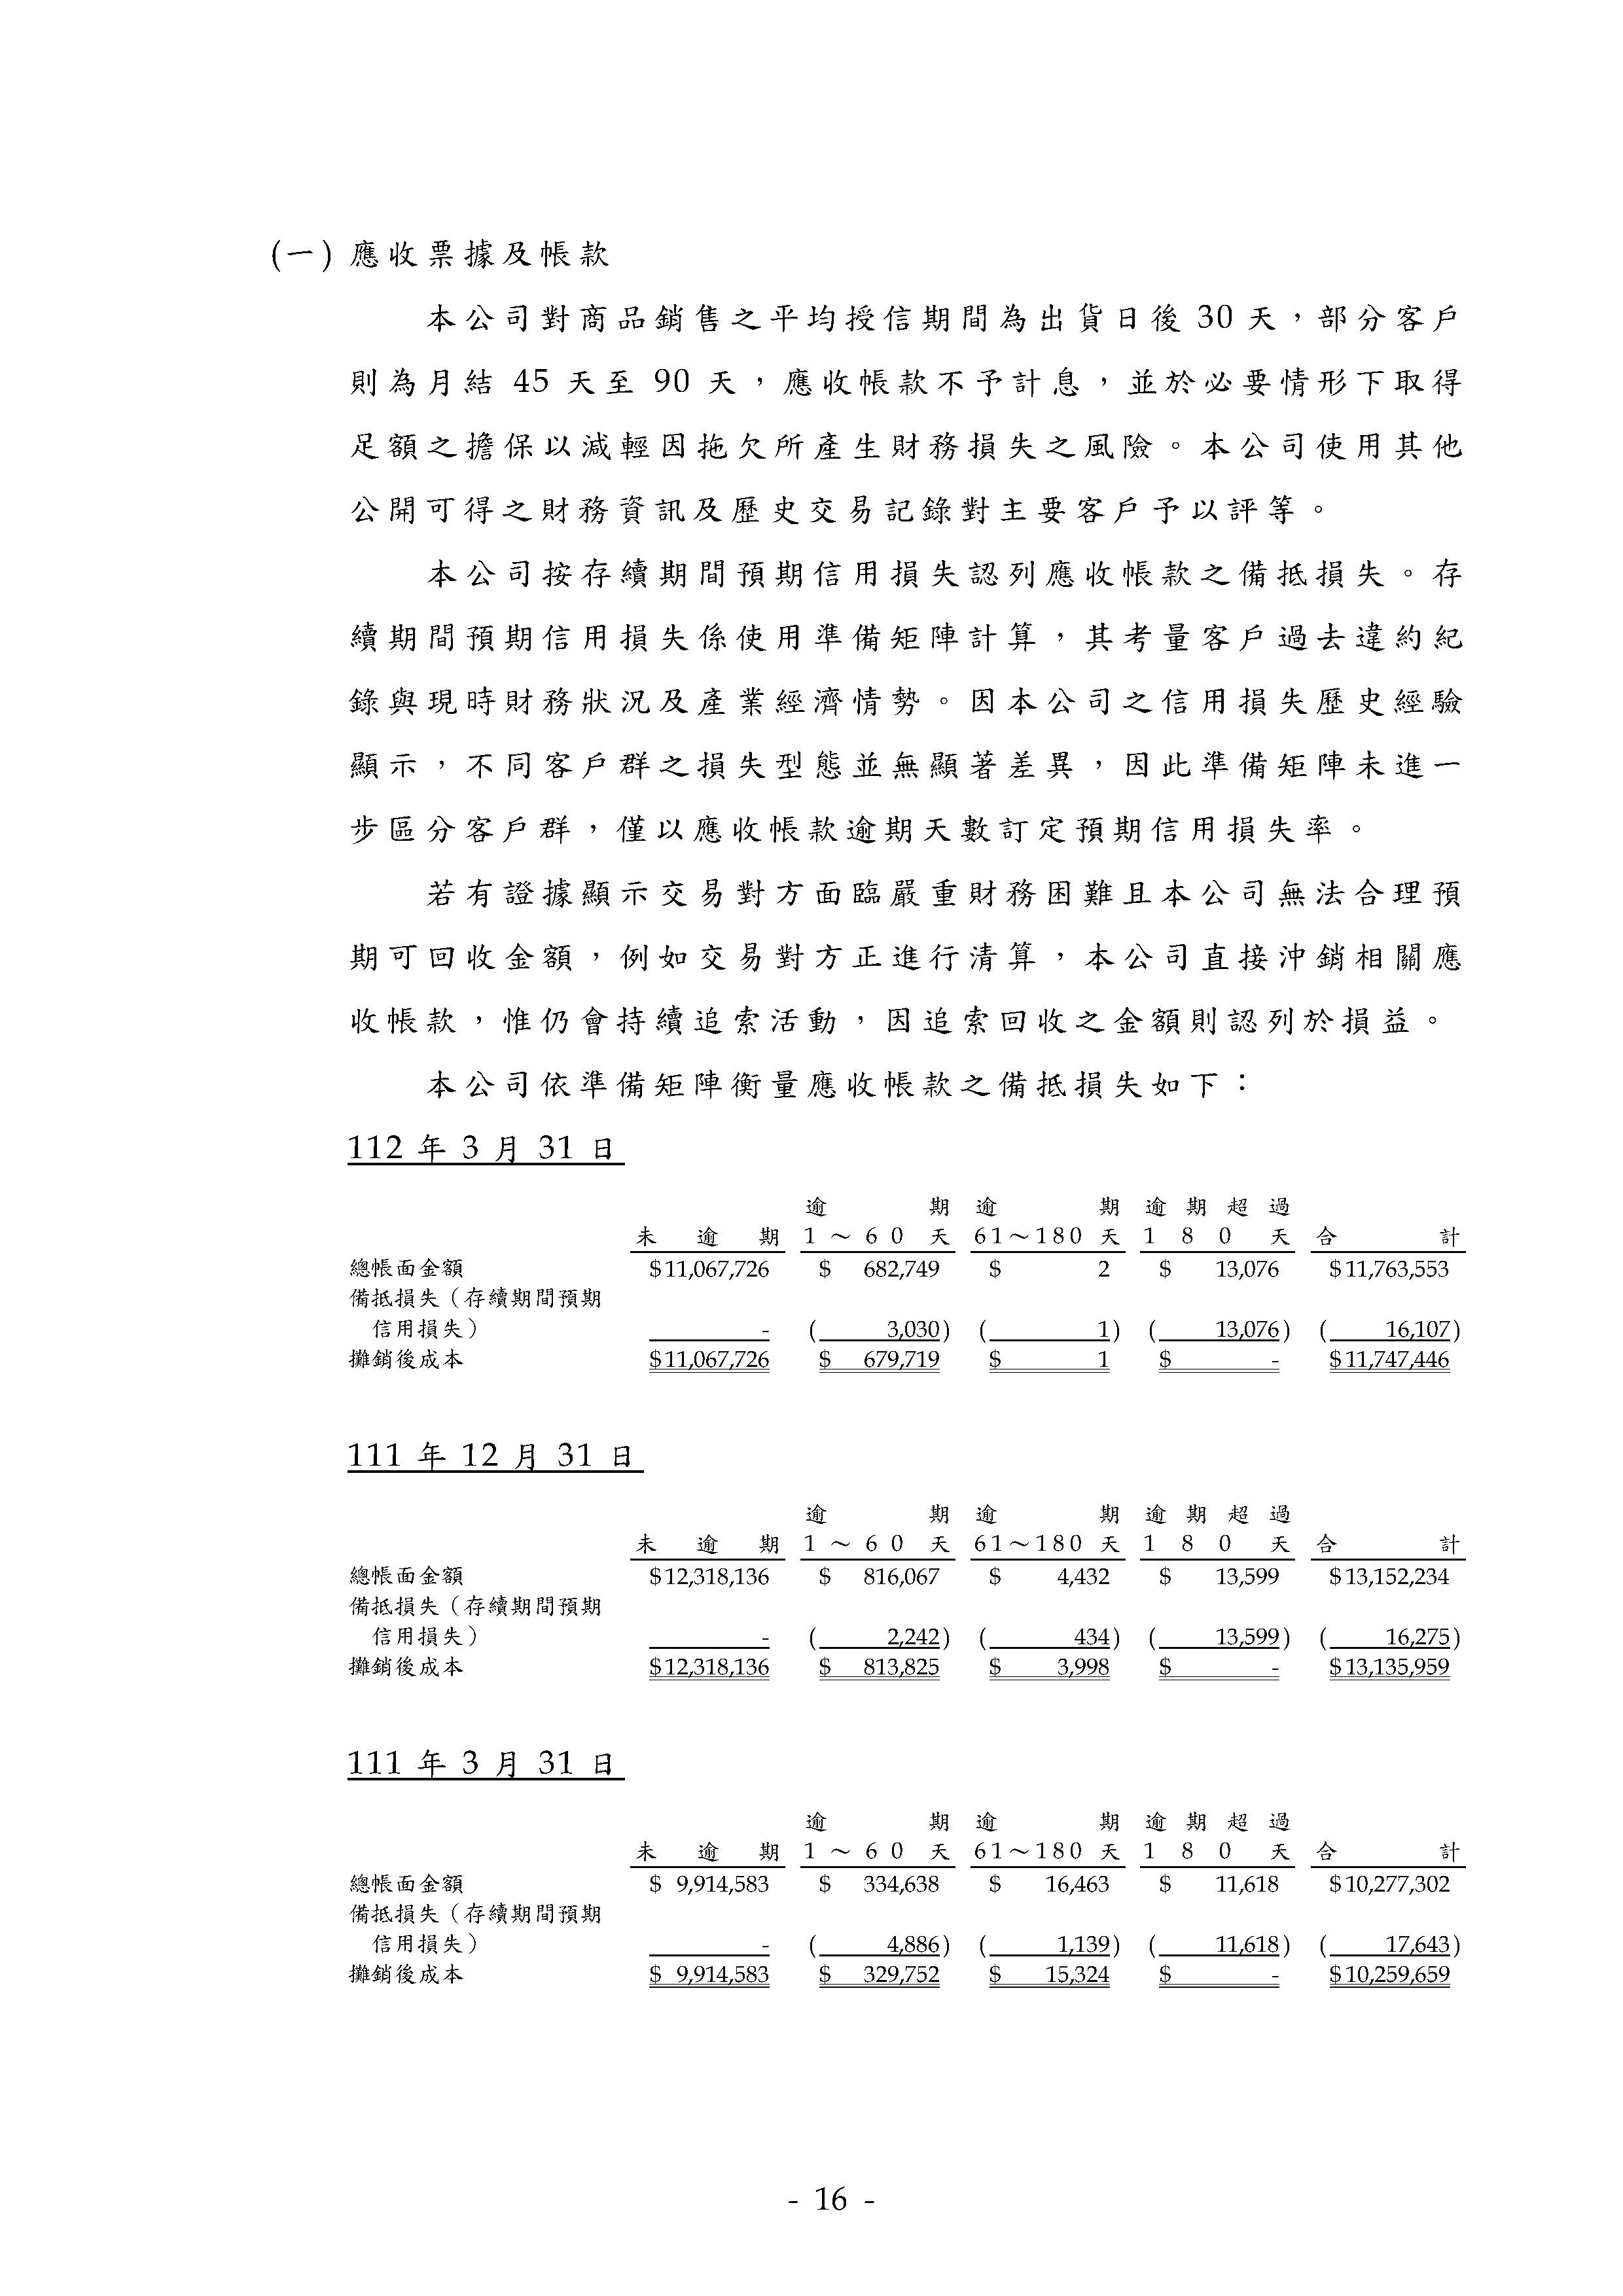 (一) 應收票據及帳款
本公司對商品銷售之平均授信期間為出貨日後 30 天，部分客戶
則為月結 45 天至 90 天，應收帳款不予計息，並於必要情形下取得
足額之擔保以減輕因拖欠所產生財務損失之風險。本公司使用其他
公開可得之財務資訊及歷史交易記錄對主要客戶予以評等。
本公司按存續期間預期信用損失認列應收帳款之備抵損失。存
續期間預期信用損失係使用準備矩陣計算，其考量客戶過去違約紀
錄與現時財務狀況及產業經濟情勢。因本公司之信用損失歷史經驗
顯示，不同客戶群之損失型態並無顯著差異，因此準備矩陣未進一
步區分客戶群，僅以應收帳款逾期天數訂定預期信用損失率。
若有證據顯示交易對方面臨嚴重財務困難且本公司無法合理預
期可回收金額，例如交易對方正進行清算，本公司直接沖銷相關應
收帳款，惟仍會持續追索活動，因追索回收之金額則認列於損益。
本公司依準備矩陣衡量應收帳款之備抵損失如下：
112 年 3 月 31 日
逾期 逾期 逾期超過
未逾期 1～60 天 61～180 天 180 天 合計
總帳面金額 $11,067,726 $ 682,749 $ 2 $ 13,076 $11,763,553
備抵損失（存續期間預期
信用損失） - ( 3,030) ( 1) ( 13,076) ( 16,107)
攤銷後成本 $11,067,726 $ 679,719 $ 1 $ - $11,747,446
111 年 12 月 31 日
逾期 逾期 逾期超過
未逾期 1～60 天 61～180 天 180 天 合計
總帳面金額 $12,318,136 $ 816,067 $ 4,432 $ 13,599 $13,152,234
備抵損失（存續期間預期
信用損失） - ( 2,242) ( 434) ( 13,599) ( 16,275)
攤銷後成本 $12,318,136 $ 813,825 $ 3,998 $ - $13,135,959
111 年 3 月 31 日
逾期 逾期 逾期超過
未逾期 1～60 天 61～180 天 180 天 合計
總帳面金額 $ 9,914,583 $ 334,638 $ 16,463 $ 11,618 $10,277,302
備抵損失（存續期間預期
信用損失） - ( 4,886) ( 1,139) ( 11,618) ( 17,643)
攤銷後成本 $ 9,914,583 $ 329,752 $ 15,324 $ - $10,259,659
- 16 -